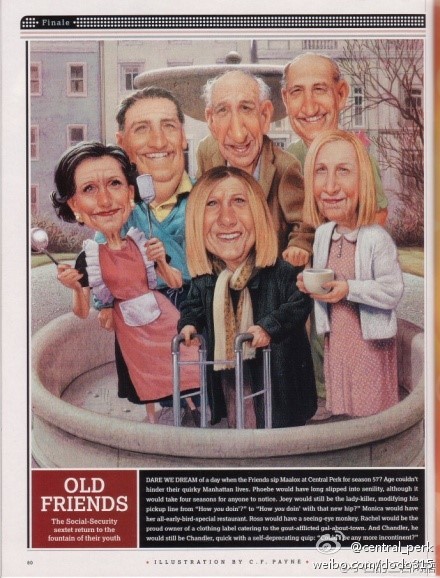 Finale
OLD
FRIENDS
The Social-Security
sextet return to the
fountain of their youth
DARE WE DREAM of a day when the Friends sip Maalox at Central Perk for season 57? Age couldn't
hinder their quirky Manhattan lives. Phoebe would have long slipped into senility, although it
would take four seasons for anyone to notice. Joey would still be the lady-killer, modifying his
pickup line from "How you doin'?" to "How you doin' with that new hip?" Monica would have
her all-early-bird-special restaurant. Ross would have a seeing-eye monkey. Rachel would be the
proud owner of a clothing label catering to the gout-afflicted gal-about-town. And Chandler, he
would still be Chandler, quick with a self-deprecating quip: be any more incontinent?"
ILLUSTRATION BY C.F. PAYNE
@central_perk
weibo.com/dodo315